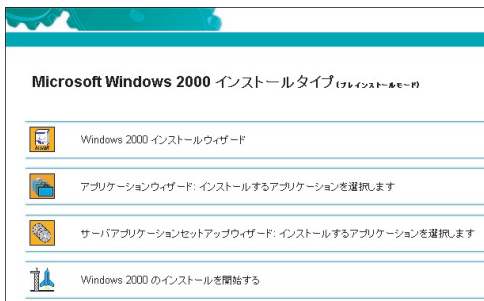 Microsoft Windows 2000 インストールタイプ (プレインストールモード)
Windows 2000 インストールウィザード
アプリケーションウィザード: インストールするアプリケーションを選択します
サーバアプリケーションセットアップウィザード: インストールするアプリケーションを選択します
Windows 2000 のインストールを開始する